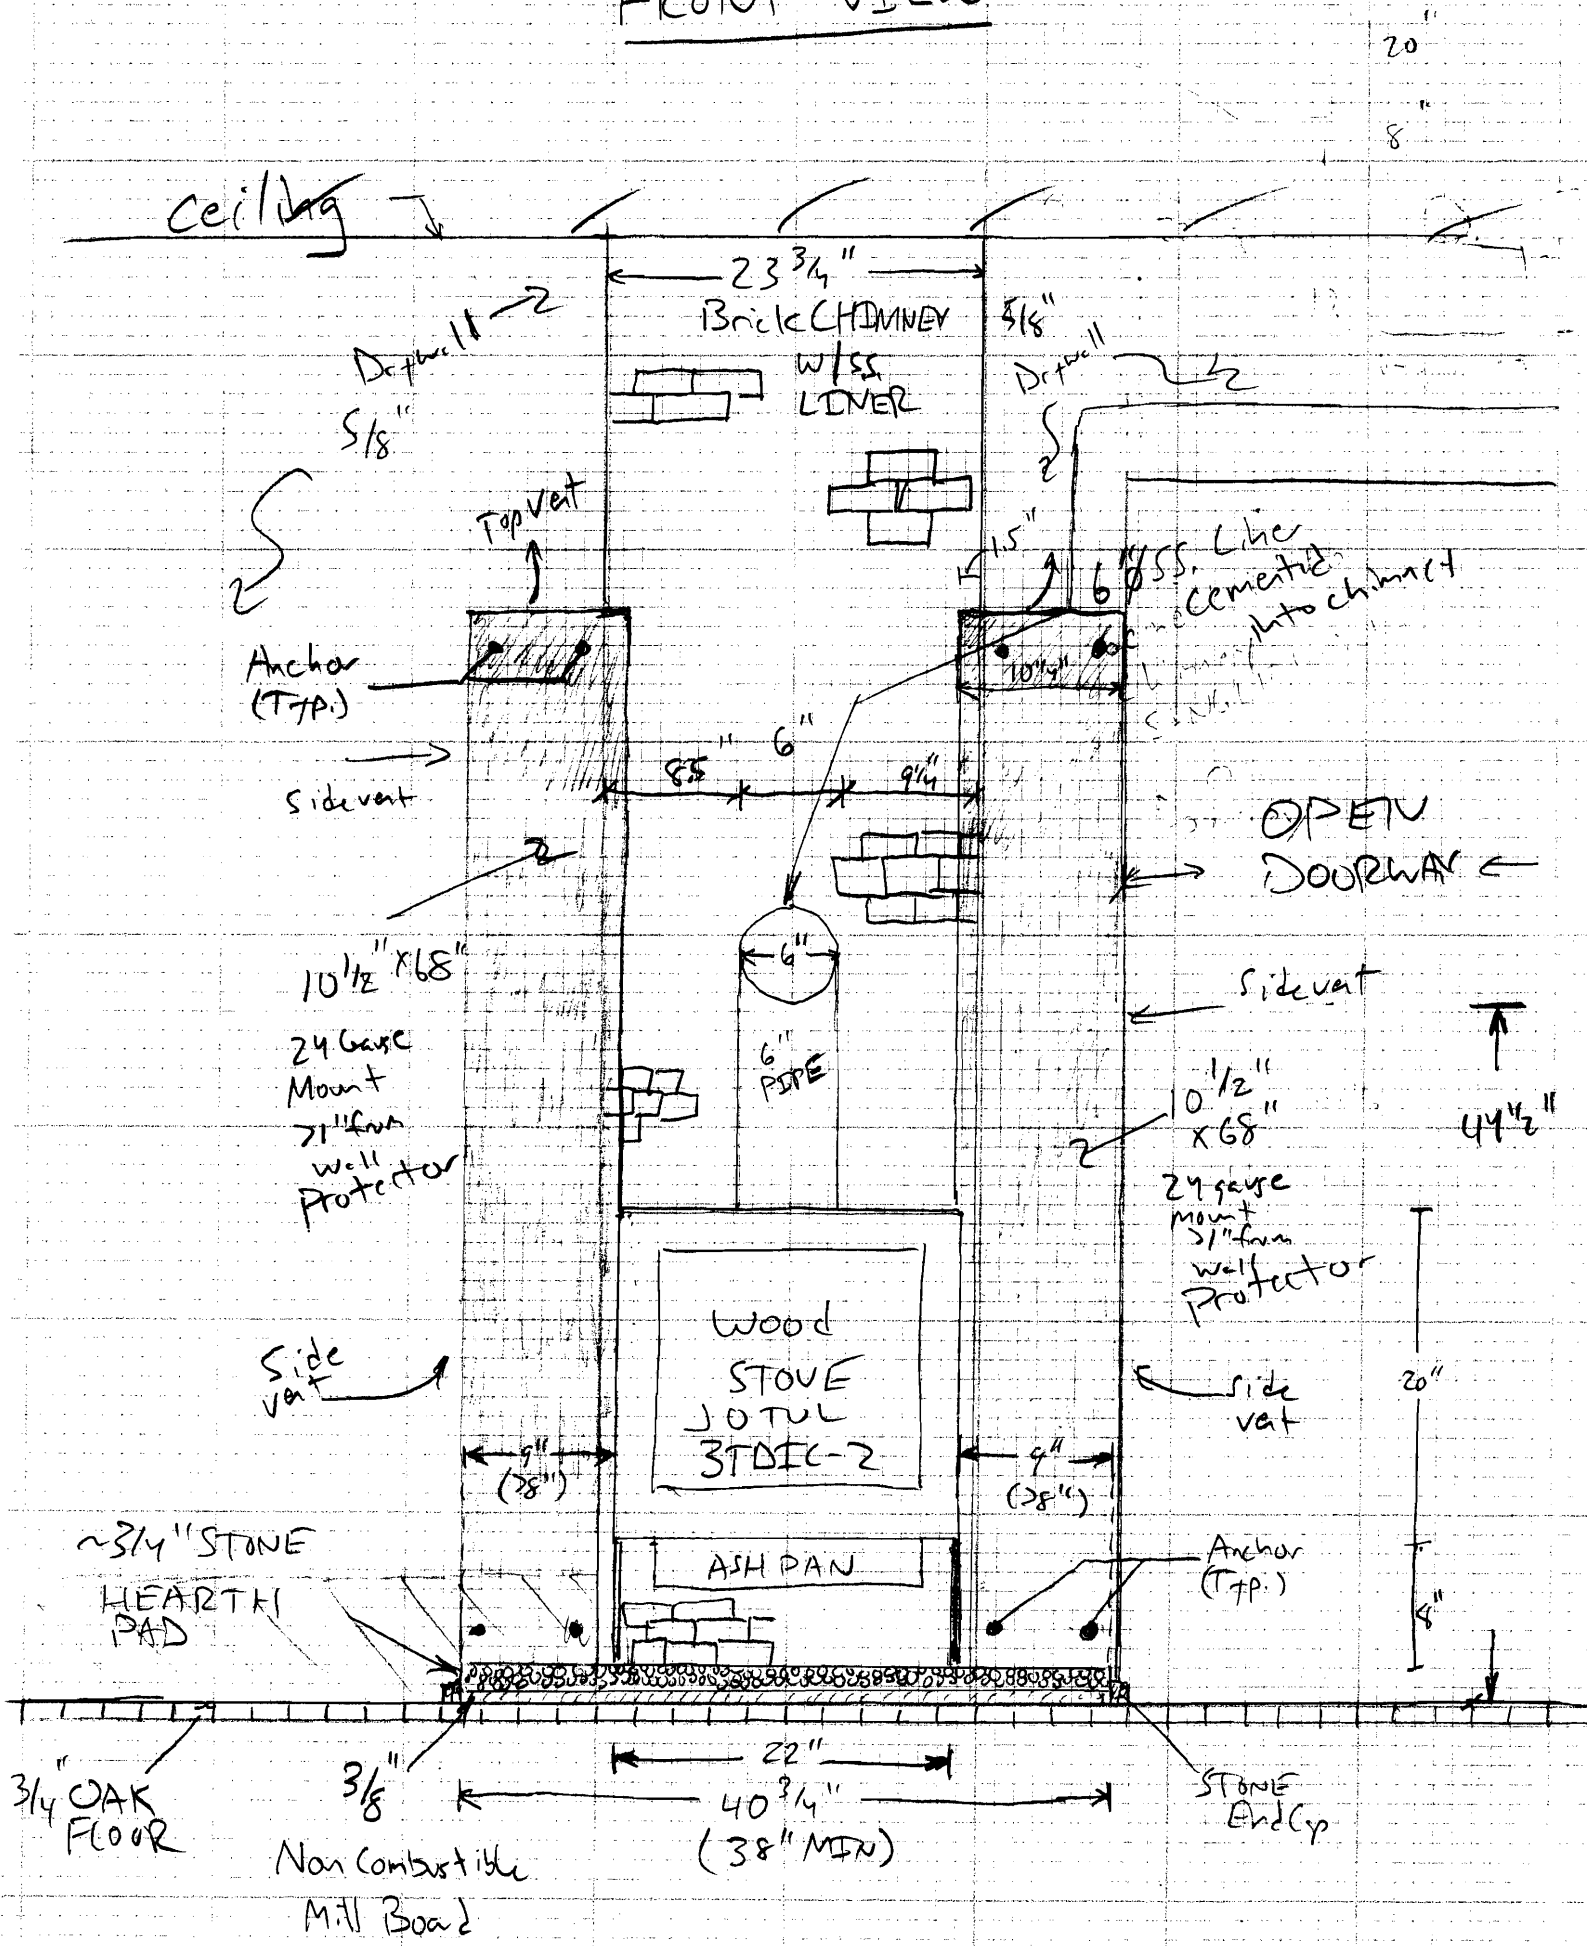 FRONT VIEW
20"
8"
Ceiling
23 3/4"
Brick CHIMNEY
W/SS.
LINER
Drywall
5/8"
5/8"
Drywall
Top Vent
1.5"
6"Ø SS. Liner
cemented
into chimney
Anchor
(Typ.)
10 1/4"
Side vent
8.5"
6"
9 1/4"
OPEN
DOORWAY
6"
10 1/2" x 68"
24 Gauge
Mount
>1" from
wall
Protector
6"
PIPE
Side vent
10 1/2"
x 68"
24 gauge
mount
>1" from
wall
Protector
44 1/2"
Wood
STOVE
JOTUL
3TDIC-2
Side
vent
Side
vent
20"
9"
(>8")
9"
(>8")
~3/4" STONE
HEARTH
PAD
ASH PAN
Anchor
(Typ.)
8"
3/4" OAK
FLOOR
3/8"
Non Combustible
Mill Board
22"
40 3/4"
(38" MIN)
STONE
End Cap